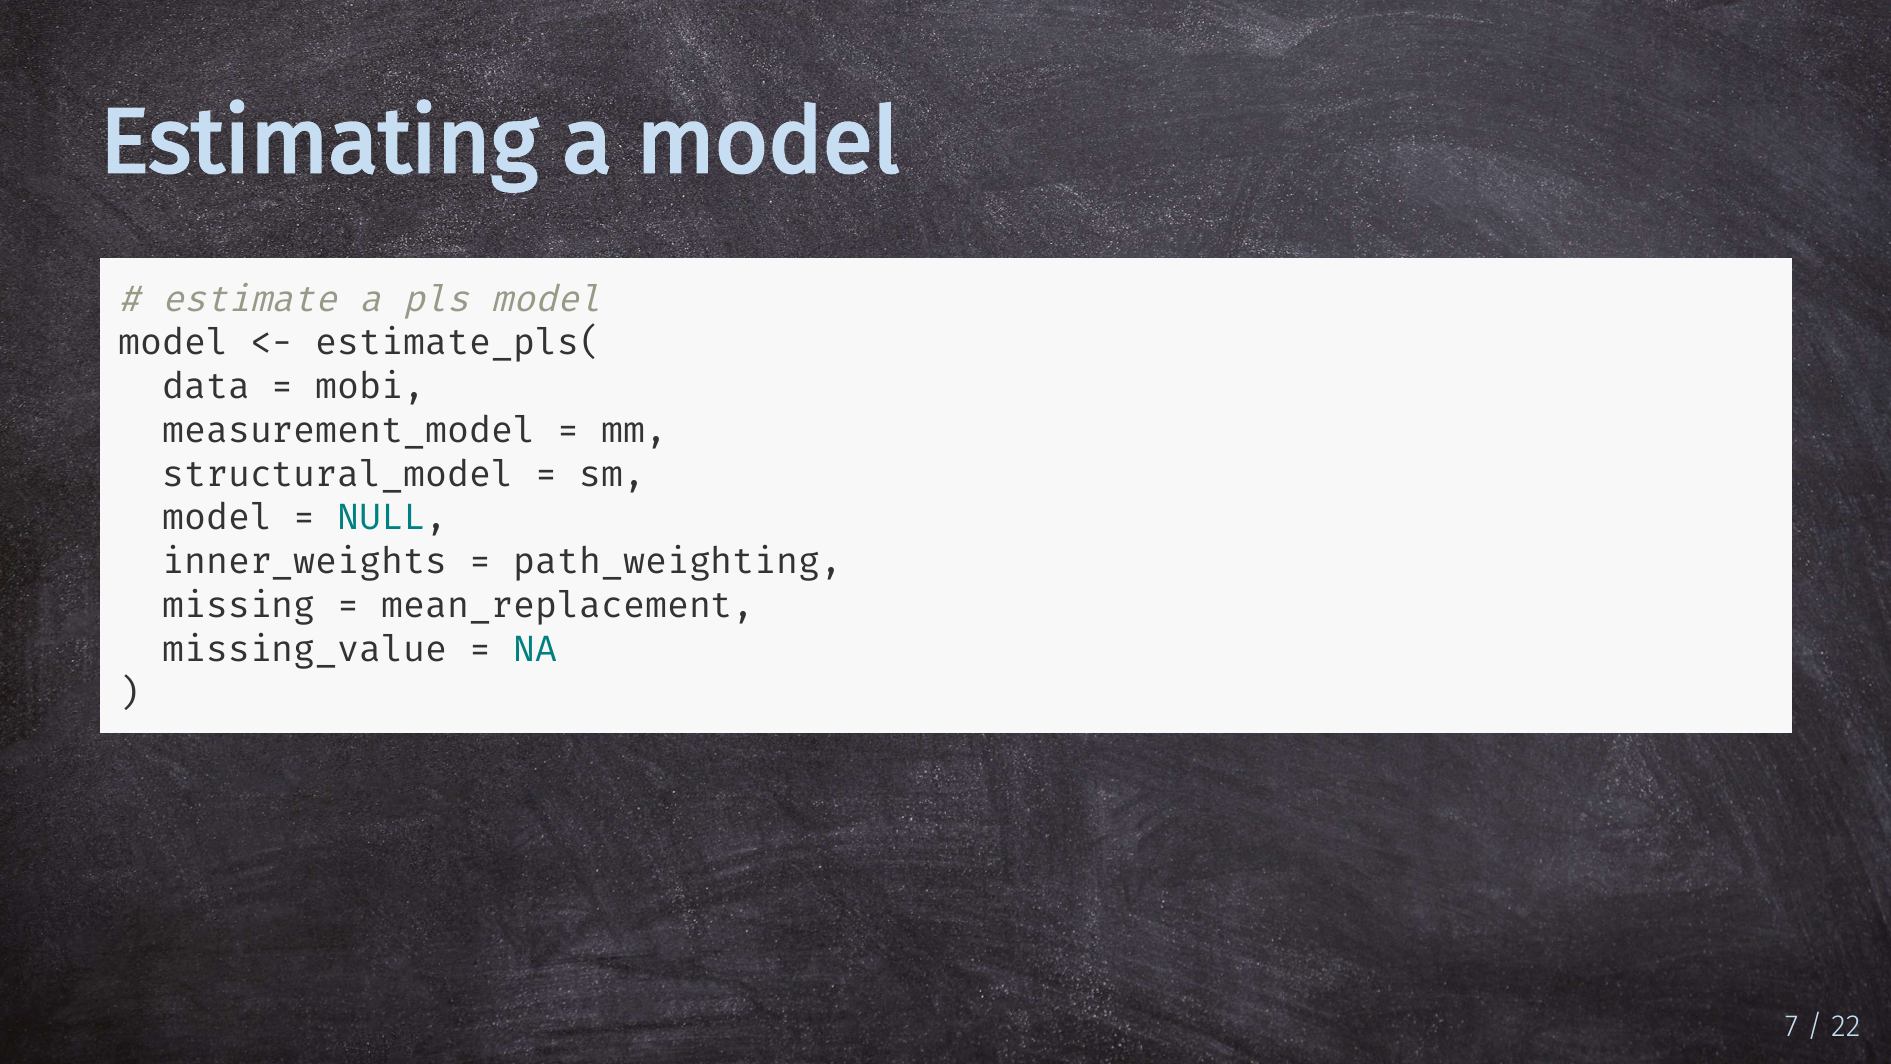 Estimating a model
# estimate a pls model
model <- estimate_pls(
  data = mobi,
  measurement_model = mm,
  structural_model = sm,
  model = NULL,
  inner_weights = path_weighting,
  missing = mean_replacement,
  missing_value = NA
)
7 / 22